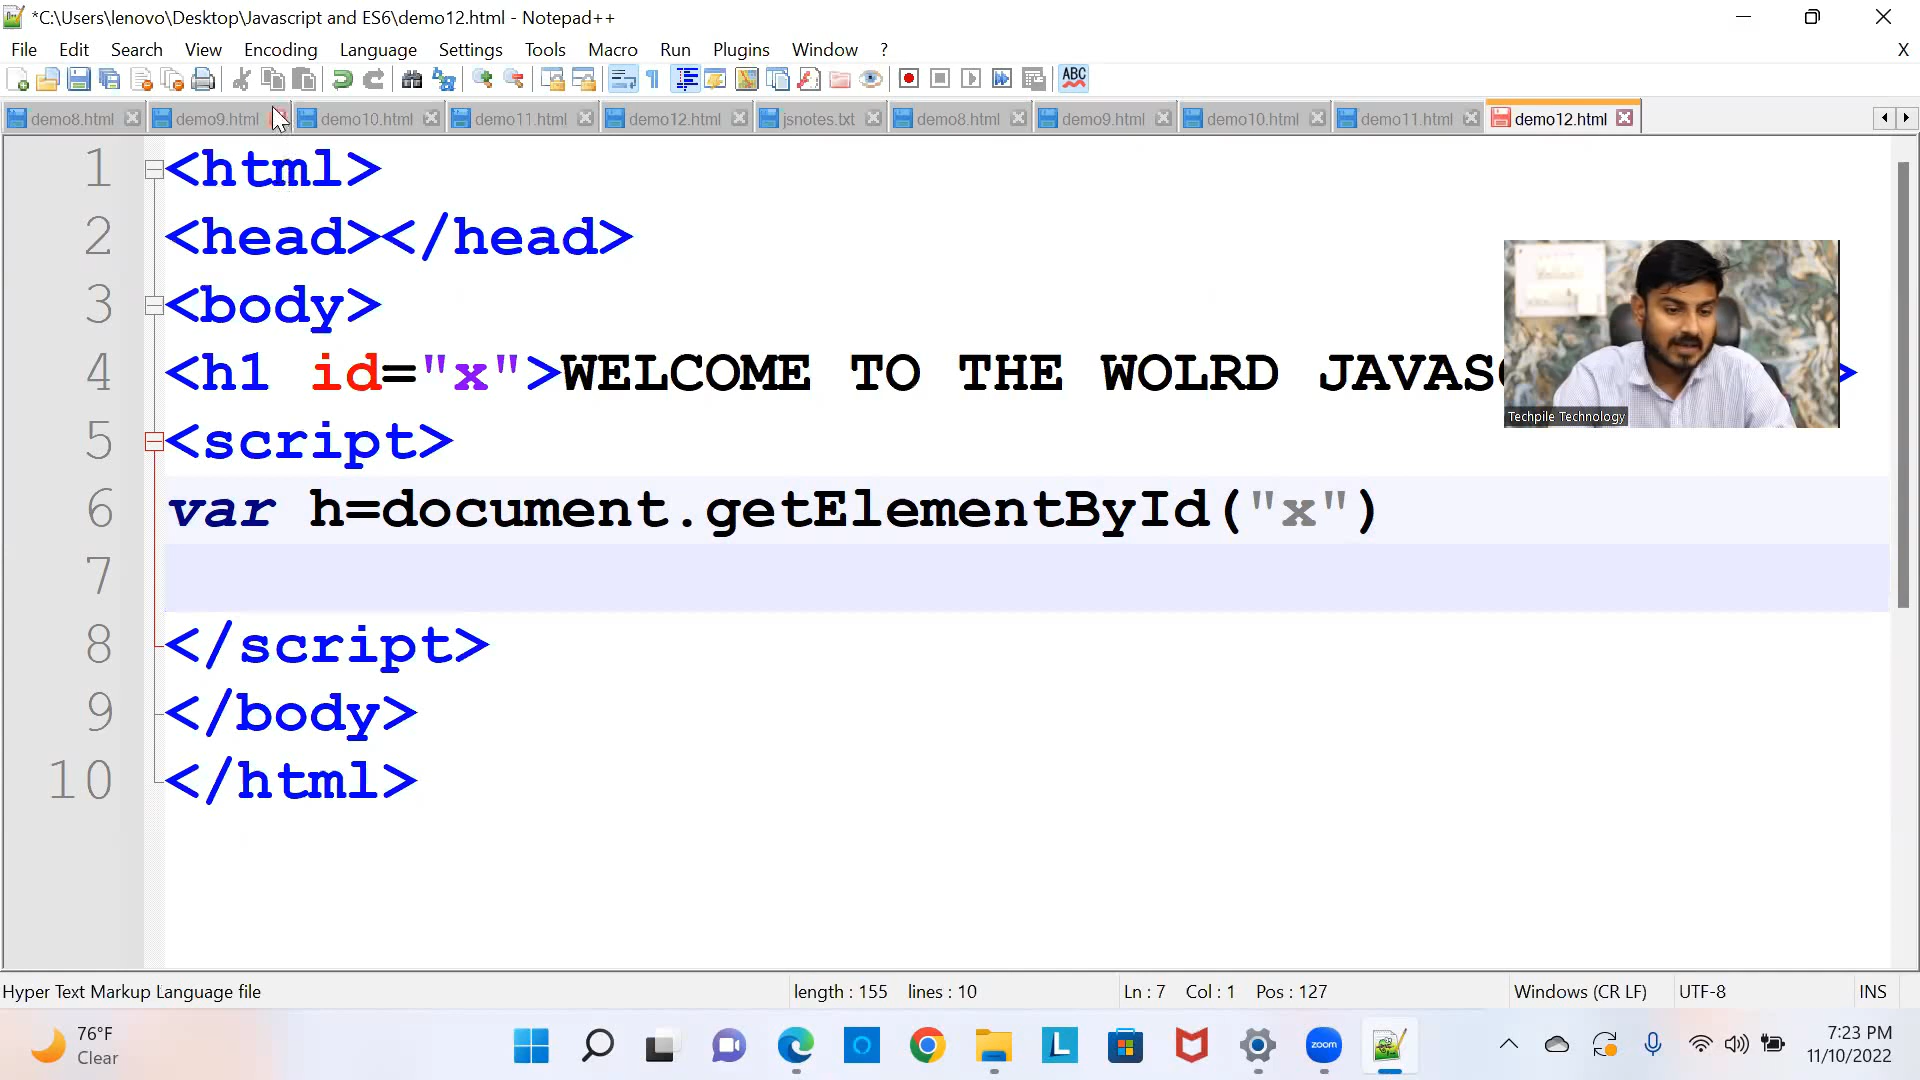 *C:\Users\lenovo\Desktop\Javascript and ES6\demo12.html - Notepad++
File Edit Search View Encoding Language Settings Tools Macro Run Plugins Window ? X
ABC
demo8.html demo9.html demo10.html demo11.html demo12.html jsnotes.txt demo8.html demo9.html demo10.html demo11.html demo12.html
1 <html>
2 <head></head>
3 <body>
4 <h1 id="x">WELCOME TO THE WOLRD JAVAS >
Techpile Technology
5 <script>
6 var h=document.getElementById("x")
7
8 </script>
9 </body>
10 </html>
Hyper Text Markup Language file length : 155 lines : 10 Ln : 7 Col : 1 Pos : 127 Windows (CR LF) UTF-8 INS
76°F
Clear
L
zoom
7:23 PM
11/10/2022